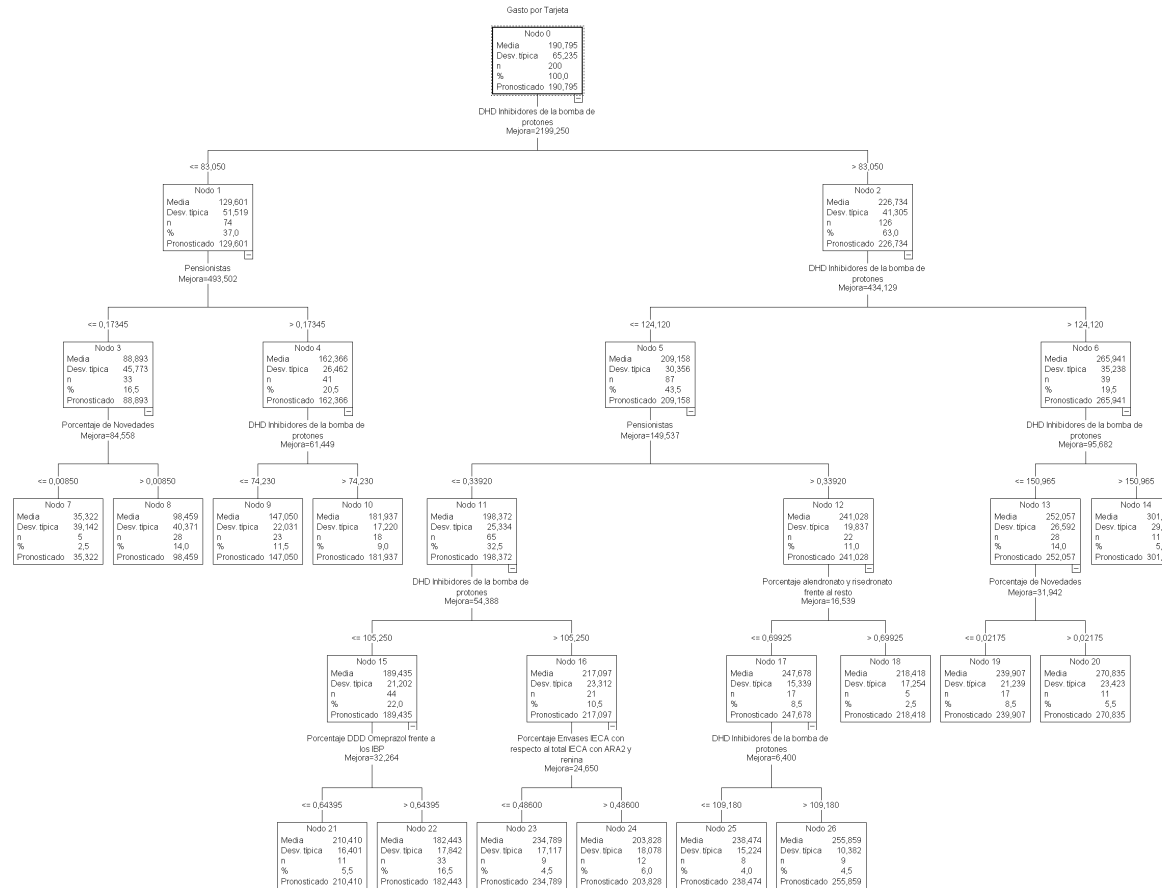 Gasto por Tarjeta
Nodo 0
Media 190,795
Desv. típica 65,235
n 200
% 100,0
Pronosticado 190,795
DHD Inhibidores de la bomba de
protones
Mejora=2199,250
<= 83,050
> 83,050
Nodo 1
Media 129,601
Desv. típica 51,519
n 74
% 37,0
Pronosticado 129,601
Nodo 2
Media 226,734
Desv. típica 41,305
n 126
% 63,0
Pronosticado 226,734
Pensionistas
Mejora=493,502
DHD Inhibidores de la bomba de
protones
Mejora=434,129
<= 0,17345
> 0,17345
<= 124,120
> 124,120
Nodo 3
Media 88,893
Desv. típica 45,773
n 33
% 16,5
Pronosticado 88,893
Nodo 4
Media 162,366
Desv. típica 26,462
n 41
% 20,5
Pronosticado 162,366
Nodo 5
Media 209,158
Desv. típica 30,356
n 87
% 43,5
Pronosticado 209,158
Nodo 6
Media 265,941
Desv. típica 35,238
n 39
% 19,5
Pronosticado 265,941
Porcentaje de Novedades
Mejora=84,558
DHD Inhibidores de la bomba de
protones
Mejora=61,449
Pensionistas
Mejora=149,537
DHD Inhibidores de la bomba de
protones
Mejora=95,682
<= 0,00850
> 0,00850
<= 74,230
> 74,230
<= 0,33920
> 0,33920
<= 150,965
> 150,965
Nodo 7
Media 35,322
Desv. típica 39,142
n 5
% 2,5
Pronosticado 35,322
Nodo 8
Media 98,459
Desv. típica 40,371
n 28
% 14,0
Pronosticado 98,459
Nodo 9
Media 147,050
Desv. típica 22,031
n 23
% 11,5
Pronosticado 147,050
Nodo 10
Media 181,937
Desv. típica 17,220
n 18
% 9,0
Pronosticado 181,937
Nodo 11
Media 198,372
Desv. típica 25,334
n 65
% 32,5
Pronosticado 198,372
Nodo 12
Media 241,028
Desv. típica 19,837
n 22
% 11,0
Pronosticado 241,028
Nodo 13
Media 252,057
Desv. típica 26,592
n 28
% 14,0
Pronosticado 252,057
Nodo 14
Media 301,
Desv. típica 29,
n 11
% 5,
Pronosticado 301,
DHD Inhibidores de la bomba de
protones
Mejora=54,388
Porcentaje alendronato y risedronato
frente al resto
Mejora=16,539
Porcentaje de Novedades
Mejora=31,942
<= 105,250
> 105,250
<= 0,69925
> 0,69925
<= 0,02175
> 0,02175
Nodo 15
Media 189,435
Desv. típica 21,202
n 44
% 22,0
Pronosticado 189,435
Nodo 16
Media 217,097
Desv. típica 23,312
n 21
% 10,5
Pronosticado 217,097
Nodo 17
Media 247,678
Desv. típica 15,339
n 17
% 8,5
Pronosticado 247,678
Nodo 18
Media 218,418
Desv. típica 17,254
n 5
% 2,5
Pronosticado 218,418
Nodo 19
Media 239,907
Desv. típica 21,239
n 17
% 8,5
Pronosticado 239,907
Nodo 20
Media 270,835
Desv. típica 23,423
n 11
% 5,5
Pronosticado 270,835
Porcentaje DDD Omeprazol frente a
los IBP
Mejora=32,264
Porcentaje Envases IECA con
respecto al total IECA con ARA2 y
renina
Mejora=24,650
DHD Inhibidores de la bomba de
protones
Mejora=6,400
<= 0,64395
> 0,64395
<= 0,48600
> 0,48600
<= 109,180
> 109,180
Nodo 21
Media 210,410
Desv. típica 16,401
n 11
% 5,5
Pronosticado 210,410
Nodo 22
Media 182,443
Desv. típica 17,842
n 33
% 16,5
Pronosticado 182,443
Nodo 23
Media 234,789
Desv. típica 17,117
n 9
% 4,5
Pronosticado 234,789
Nodo 24
Media 203,828
Desv. típica 18,078
n 12
% 6,0
Pronosticado 203,828
Nodo 25
Media 238,474
Desv. típica 15,224
n 8
% 4,0
Pronosticado 238,474
Nodo 26
Media 255,859
Desv. típica 10,382
n 9
% 4,5
Pronosticado 255,859